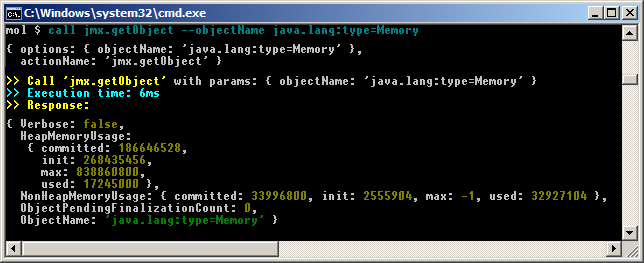 C:\Windows\system32\cmd.exe
mol $ call jmx.getObject --objectName java.lang:type=Memory
{ options: { objectName: 'java.lang:type=Memory' },
actionName: 'jmx.getObject' }
>> Call 'jmx.getObject' with params: { objectName: 'java.lang:type=Memory' }
>> Execution time: 6ms
>> Response:
{ Verbose: false,
HeapMemoryUsage:
{ committed: 186646528,
init: 268435456,
max: 838860800,
used: 17245000 },
NonHeapMemoryUsage: { committed: 33996800, init: 2555904, max: -1, used: 32927104 },
ObjectPendingFinalizationCount: 0,
ObjectName: 'java.lang:type=Memory' }